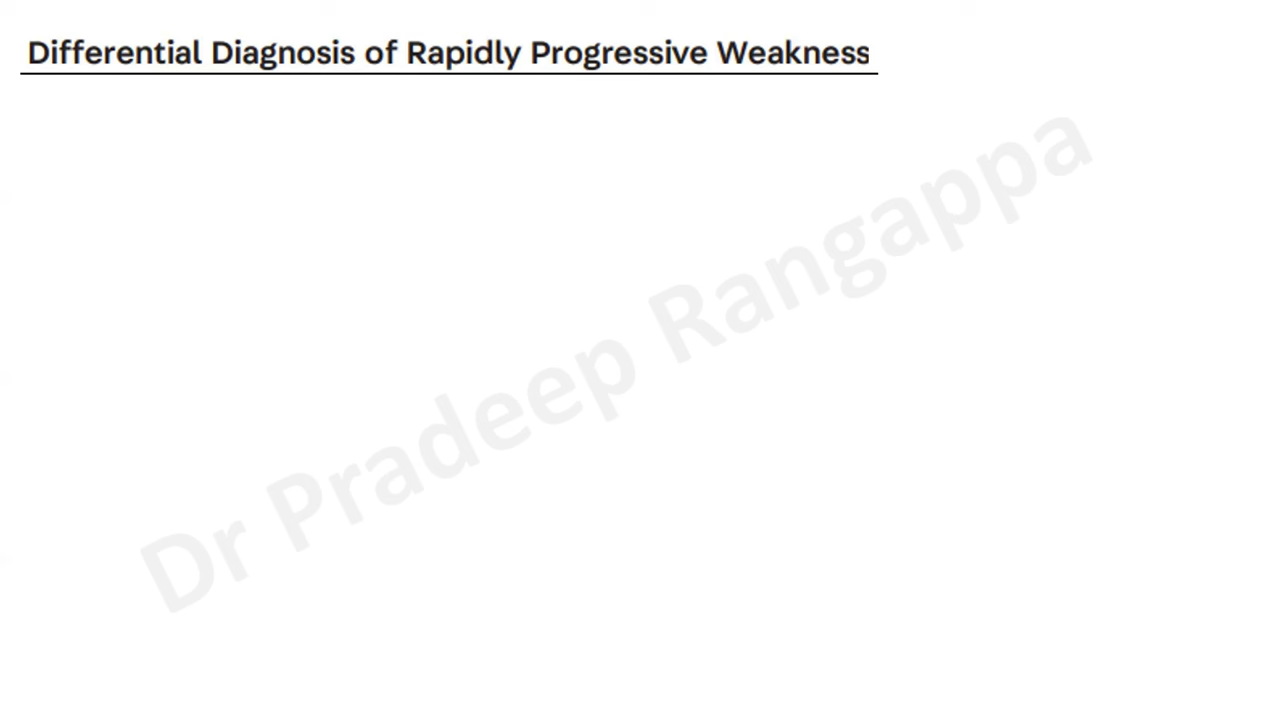 Differential Diagnosis of Rapidly Progressive Weakness
Dr Pradeep Rangappa